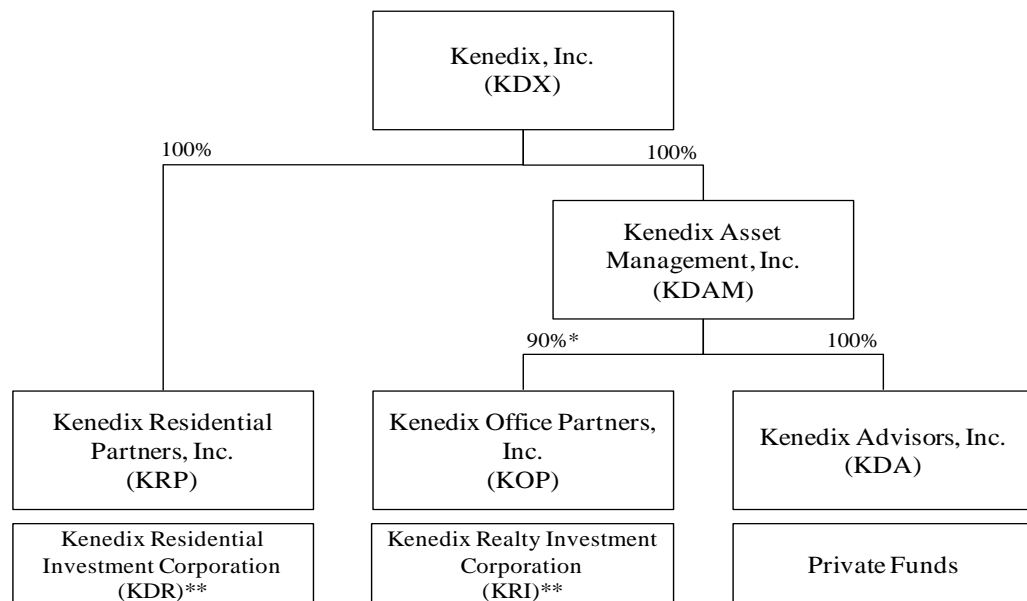 Kenedix, Inc.
(KDX)
100%
100%
Kenedix Asset
Management, Inc.
(KDAM)
90%*
100%
Kenedix Residential
Partners, Inc.
(KRP)
Kenedix Office Partners,
Inc.
(KOP)
Kenedix Advisors, Inc.
(KDA)
Kenedix Residential
Investment Corporation
(KDR)**
Kenedix Realty Investment
Corporation
(KRI)**
Private Funds